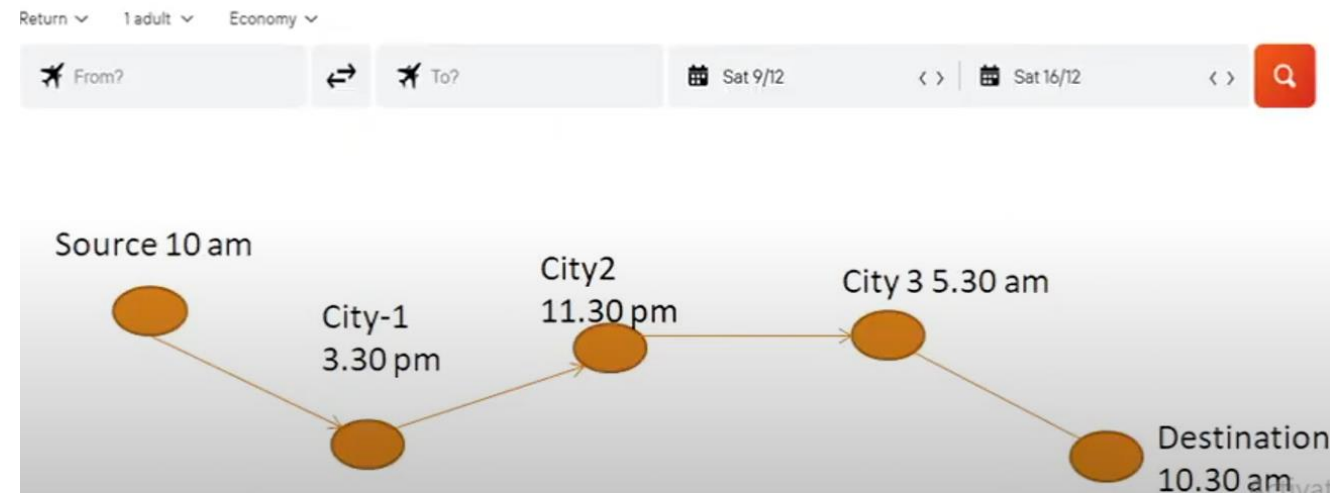 Return 1 adult Economy
From? To? Sat 9/12 Sat 16/12
Source 10 am
City-1
3.30 pm
City2
11.30 pm
City 3 5.30 am
Destination
10.30 am